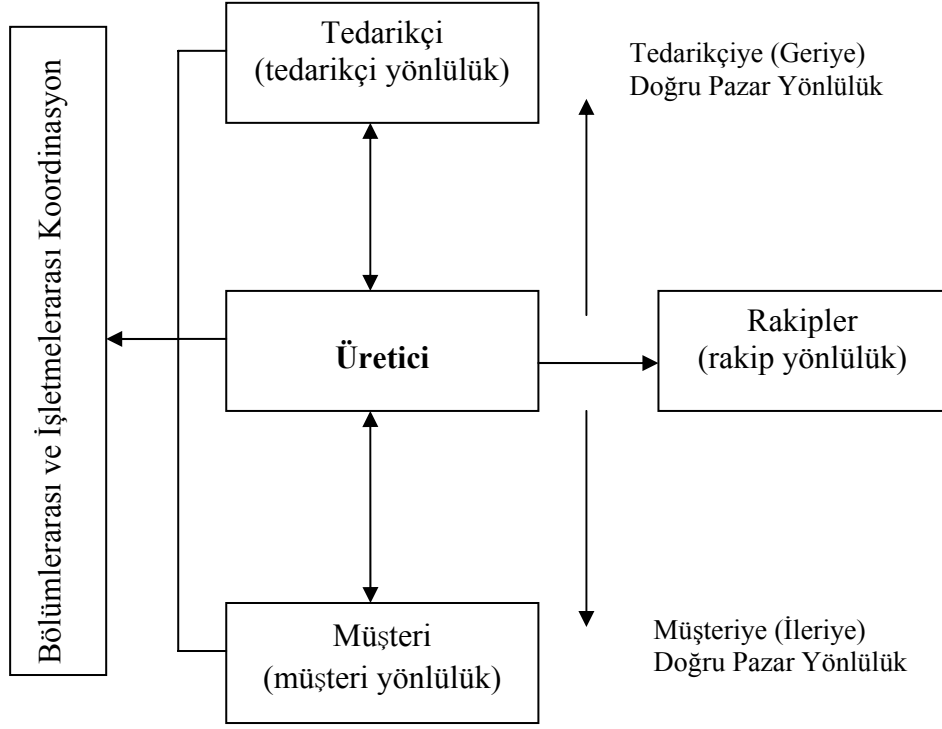 Bölümlerarası ve İşletmelerarası Koordinasyon
Tedarikçi
(tedarikçi yönlülük)
Tedarikçiye (Geriye)
Doğru Pazar Yönlülük
Üretici
Rakipler
(rakip yönlülük)
Müşteri
(müşteri yönlülük)
Müşteriye (İleriye)
Doğru Pazar Yönlülük